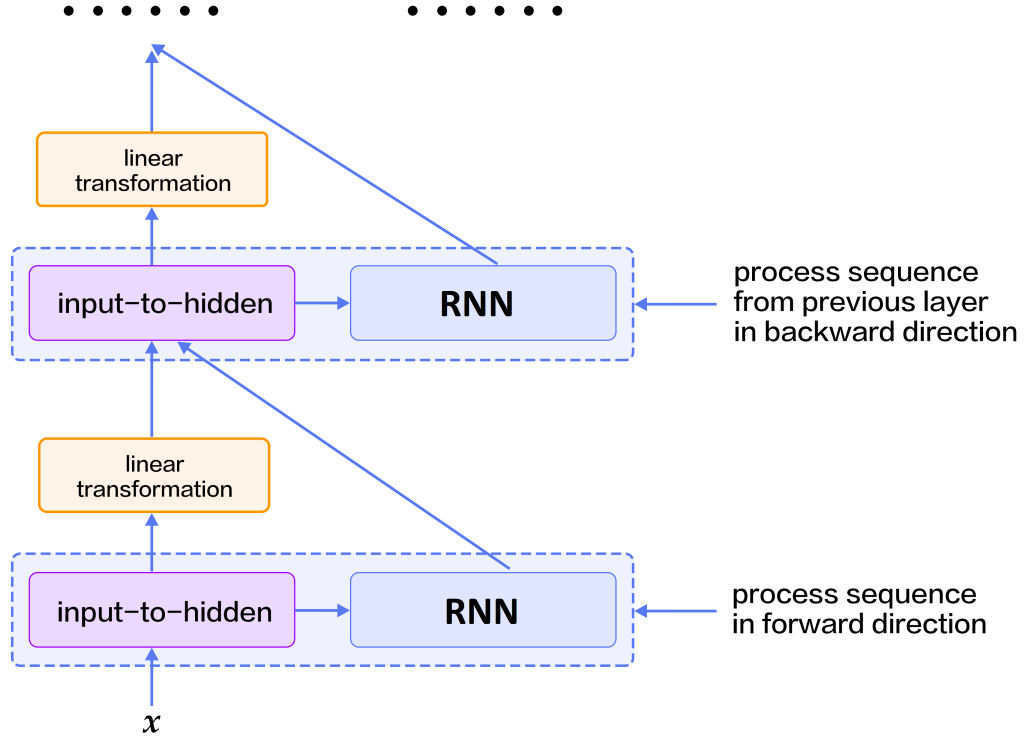 linear
transformation
input-to-hidden
RNN
process sequence
from previous layer
in backward direction
linear
transformation
input-to-hidden
RNN
process sequence
in forward direction
x